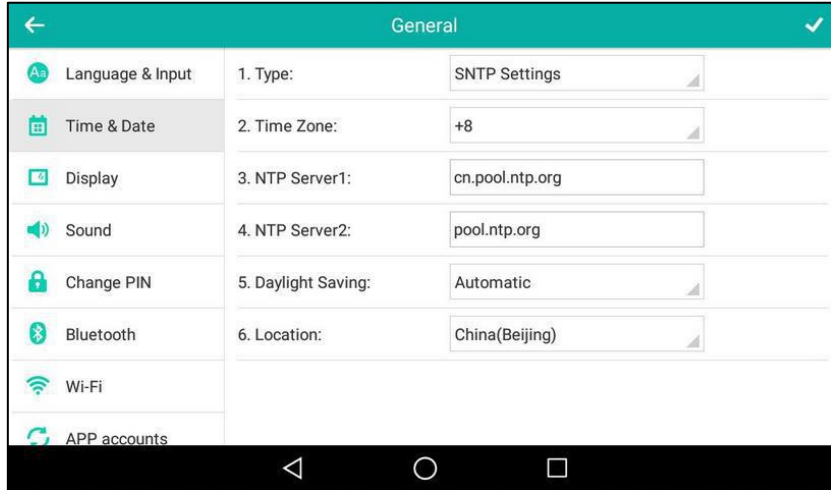 General
Aa
Language & Input
1. Type:
SNTP Settings
Time & Date
2. Time Zone:
+8
Display
3. NTP Server1:
cn.pool.ntp.org
Sound
4. NTP Server2:
pool.ntp.org
Change PIN
5. Daylight Saving:
Automatic
Bluetooth
6. Location:
China(Beijing)
Wi-Fi
APP accounts